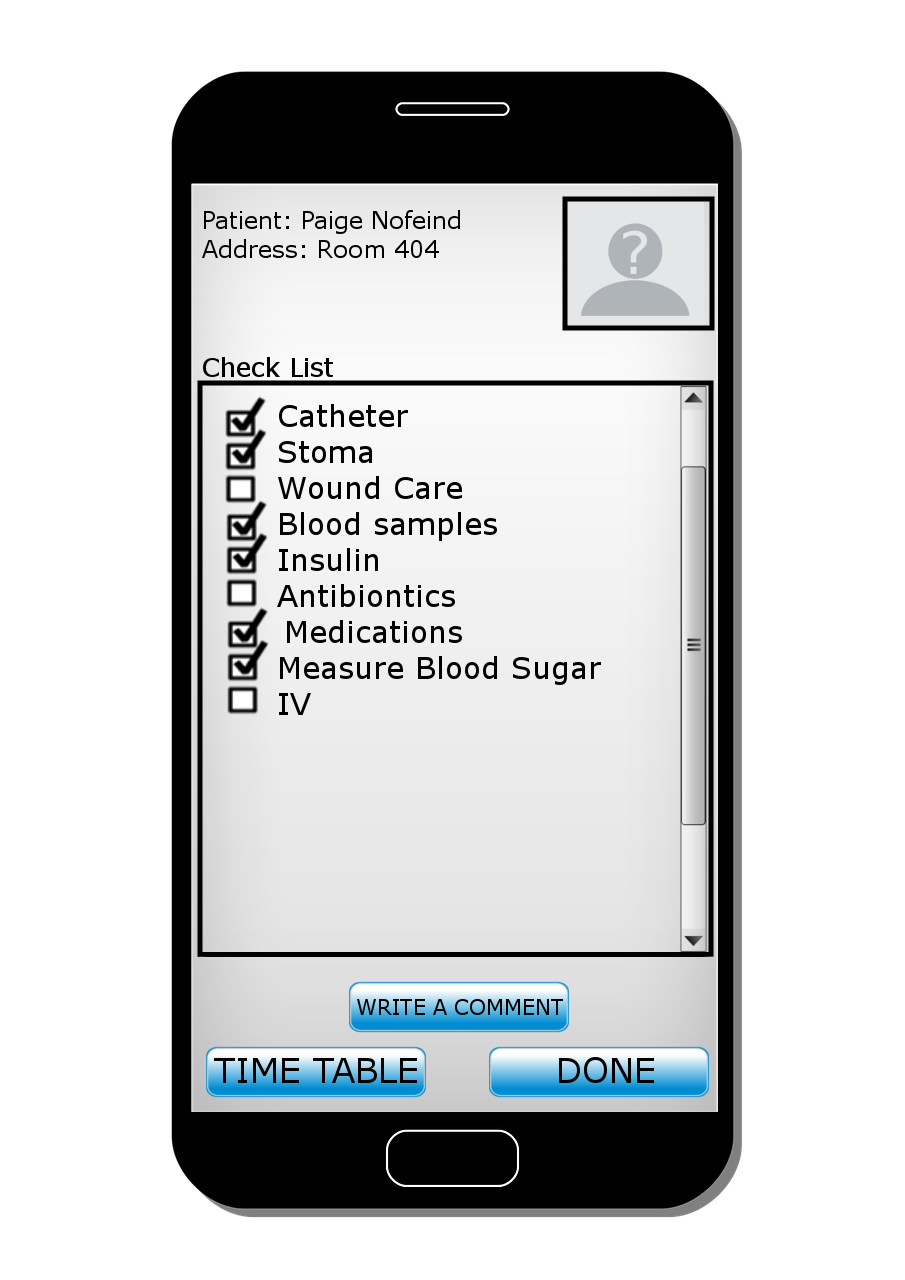 Patient: Paige Nofeind
Address: Room 404
?
Check List
Catheter
Stoma
Wound Care
Blood samples
Insulin
Antibiontics
Medications
Measure Blood Sugar
IV
WRITE A COMMENT
TIME TABLE
DONE